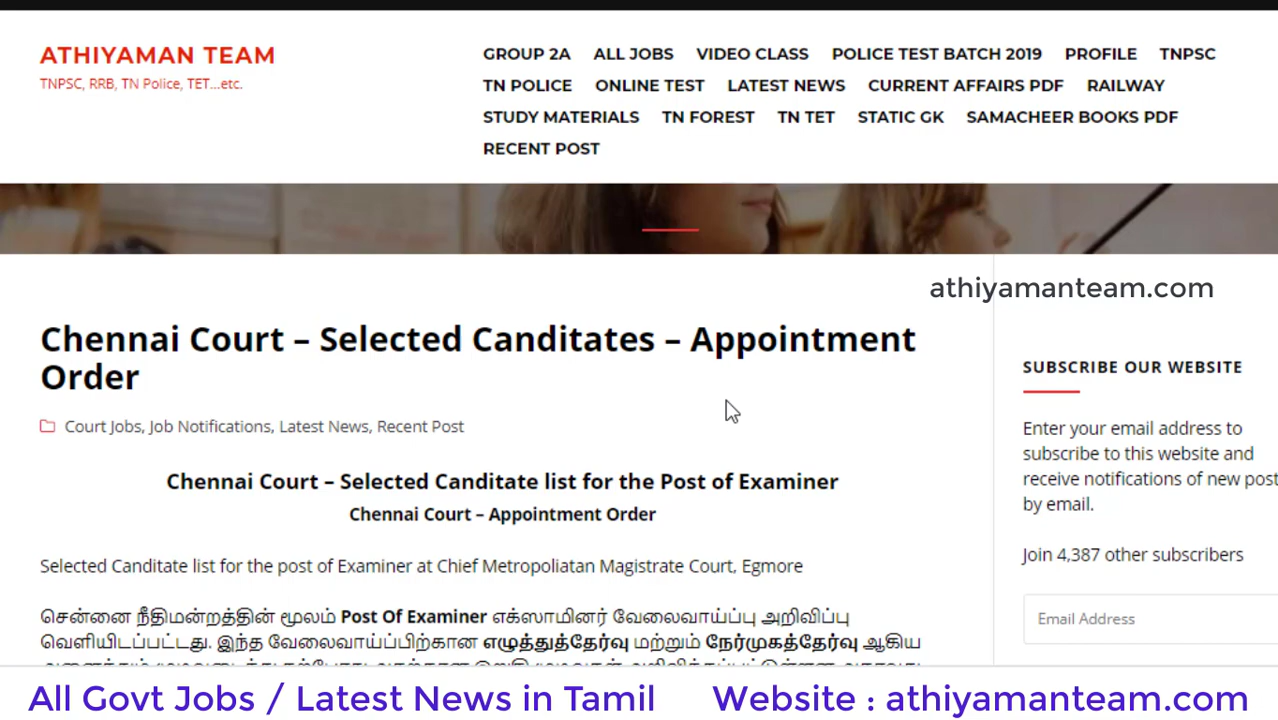 ATHIYAMAN TEAM
TNPSC, RRB, TN Police, TET...etc.
GROUP 2A ALL JOBS VIDEO CLASS POLICE TEST BATCH 2019 PROFILE TNPSC
TN POLICE ONLINE TEST LATEST NEWS CURRENT AFFAIRS PDF RAILWAY
STUDY MATERIALS TN FOREST TN TET STATIC GK SAMACHEER BOOKS PDF
RECENT POST
athiyamanteam.com
Chennai Court – Selected Canditates – Appointment
Order
Court Jobs, Job Notifications, Latest News, Recent Post
Chennai Court – Selected Canditate list for the Post of Examiner
Chennai Court – Appointment Order
Selected Canditate list for the post of Examiner at Chief Metropoliatan Magistrate Court, Egmore
சென்னை நீதிமன்றத்தின் மூலம் Post Of Examiner எக்ஸாமினர் வேலைவாய்ப்பு அறிவிப்பு
வெளியிடப்பட்டது. இந்த வேலைவாய்ப்பிற்கான எழுத்துத்தேர்வு மற்றும் நேர்முகத்தேர்வு ஆகிய
SUBSCRIBE OUR WEBSITE
Enter your email address to
subscribe to this website and
receive notifications of new post
by email.
Join 4,387 other subscribers
Email Address
All Govt Jobs / Latest News in Tamil Website : athiyamanteam.com